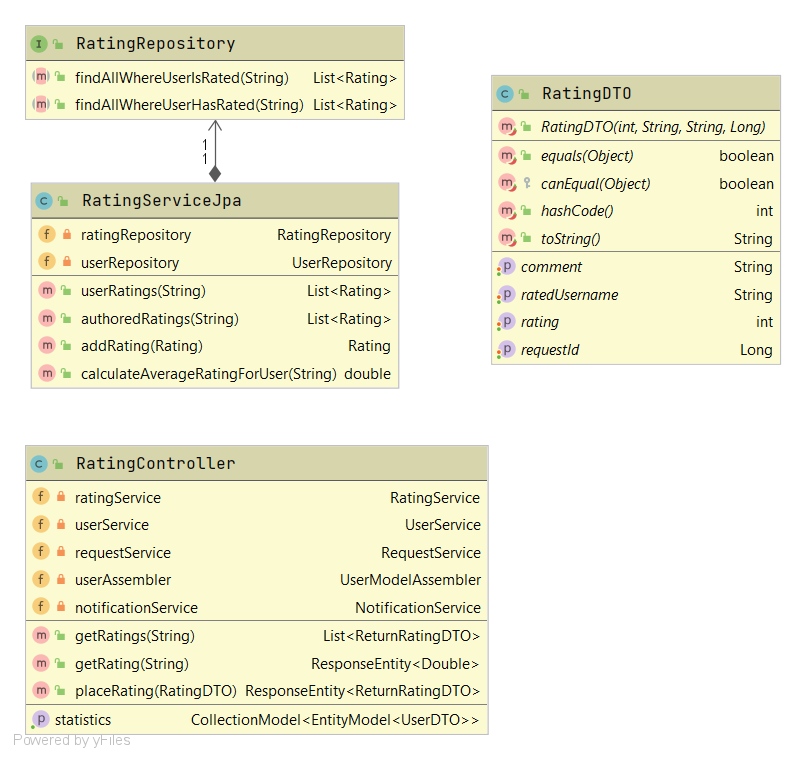 I RatingRepository
m findAllWhereUserIsRated(String) List<Rating>
m findAllWhereUserHasRated(String) List<Rating>
1
1
C RatingServiceJpa
f ratingRepository RatingRepository
f userRepository UserRepository
m userRatings(String) List<Rating>
m authoredRatings(String) List<Rating>
m addRating(Rating) Rating
m calculateAverageRatingForUser(String) double
C RatingDTO
m RatingDTO(int, String, String, Long)
m equals(Object) boolean
m canEqual(Object) boolean
m hashCode() int
m toString() String
p comment String
p ratedUsername String
p rating int
p requestId Long
C RatingController
f ratingService RatingService
f userService UserService
f requestService RequestService
f userAssembler UserModelAssembler
f notificationService NotificationService
m getRatings(String) List<ReturnRatingDTO>
m getRating(String) ResponseEntity<Double>
m placeRating(RatingDTO) ResponseEntity<ReturnRatingDTO>
p statistics CollectionModel<EntityModel<UserDTO>>
Powered by yFiles